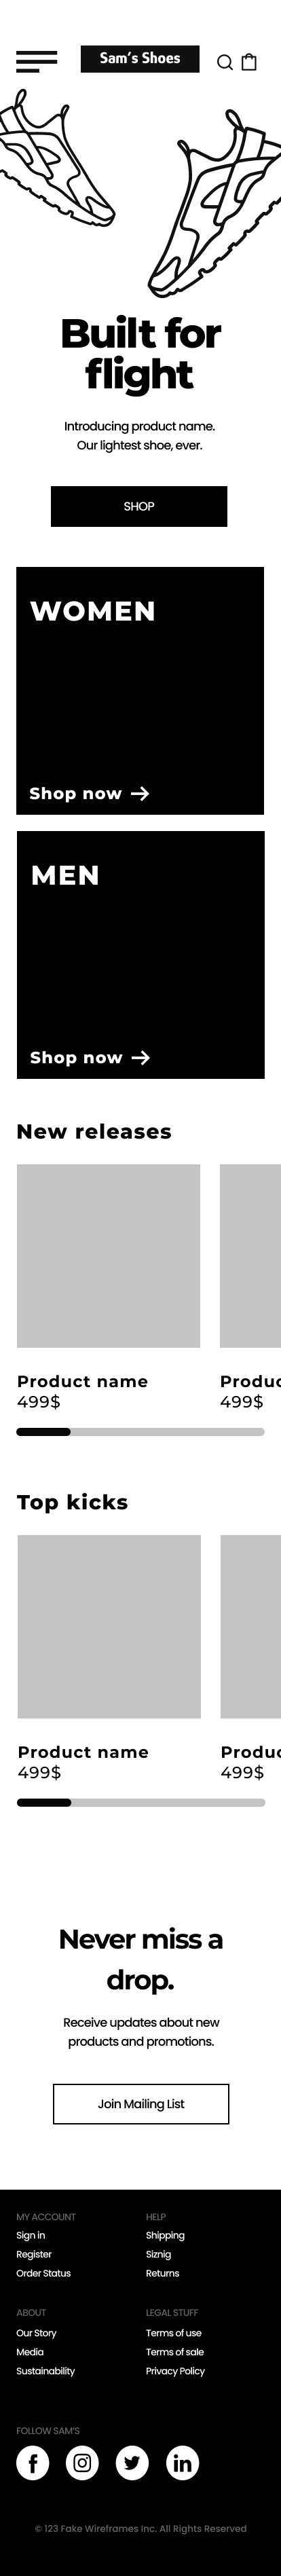 Sam's Shoes
Built for
flight
Introducing product name.
Our lightest shoe, ever.
SHOP
WOMEN
Shop now
MEN
Shop now
New releases
Product name
499$
Produc
499$
Top kicks
Product name
499$
Produc
499$
Never miss a
drop.
Receive updates about new
products and promotions.
Join Mailing List
MY ACCOUNT
Sign in
Register
Order Status
HELP
Shipping
Siznig
Returns
ABOUT
Our Story
Media
Sustainability
LEGAL STUFF
Terms of use
Terms of sale
Privacy Policy
FOLLOW SAM'S
© 123 Fake Wireframes Inc. All Rights Reserved